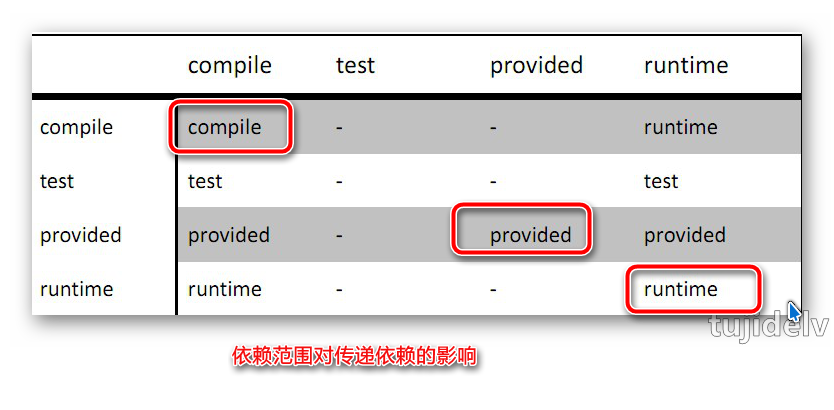 compile test provided runtime
compile compile - - runtime
test test - - test
provided provided - provided provided
runtime runtime - - runtime
tujidelv
依赖范围对传递依赖的影响